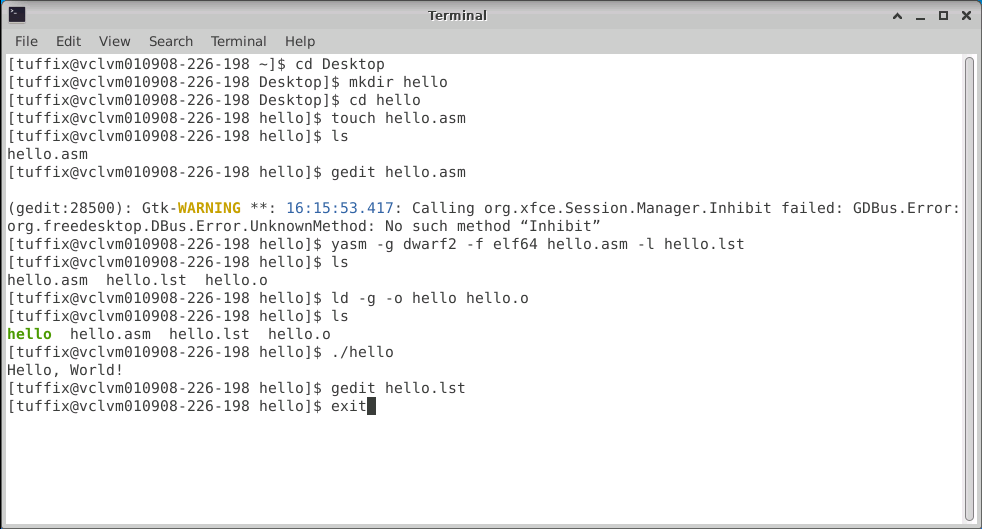 Terminal
File Edit View Search Terminal Help
[tuffix@vclvm010908-226-198 ~]$ cd Desktop
[tuffix@vclvm010908-226-198 Desktop]$ mkdir hello
[tuffix@vclvm010908-226-198 Desktop]$ cd hello
[tuffix@vclvm010908-226-198 hello]$ touch hello.asm
[tuffix@vclvm010908-226-198 hello]$ ls
hello.asm
[tuffix@vclvm010908-226-198 hello]$ gedit hello.asm
(gedit:28500): Gtk-WARNING **: 16:15:53.417: Calling org.xfce.Session.Manager.Inhibit failed: GDBus.Error:
org.freedesktop.DBus.Error.UnknownMethod: No such method “Inhibit”
[tuffix@vclvm010908-226-198 hello]$ yasm -g dwarf2 -f elf64 hello.asm -l hello.lst
[tuffix@vclvm010908-226-198 hello]$ ls
hello.asm  hello.lst  hello.o
[tuffix@vclvm010908-226-198 hello]$ ld -g -o hello hello.o
[tuffix@vclvm010908-226-198 hello]$ ls
hello  hello.asm  hello.lst  hello.o
[tuffix@vclvm010908-226-198 hello]$ ./hello
Hello, World!
[tuffix@vclvm010908-226-198 hello]$ gedit hello.lst
[tuffix@vclvm010908-226-198 hello]$ exit